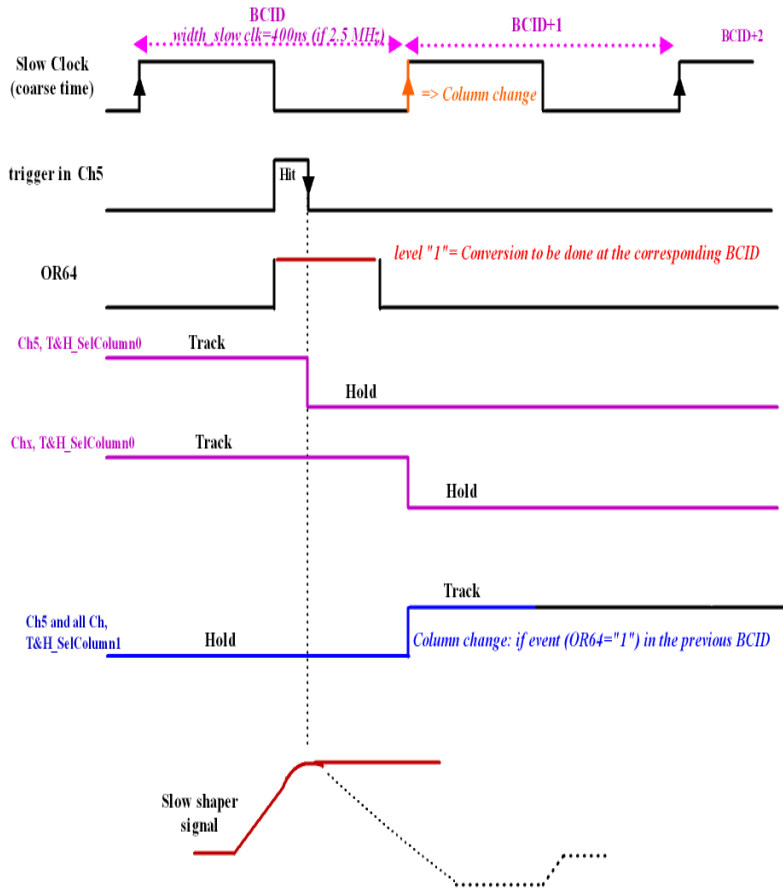 BCID
width_slow clk=400ns (if 2.5 MHz)
BCID+1
BCID+2
Slow Clock
(coarse time)
=> Column change
trigger in Ch5
Hit
OR64
level "1"= Conversion to be done at the corresponding BCID
Ch5, T&H_SelColumn0
Track
Hold
Chx, T&H_SelColumn0
Track
Hold
Ch5 and all Ch,
T&H_SelColumn1
Hold
Track
Column change: if event (OR64="1") in the previous BCID
Slow shaper
signal